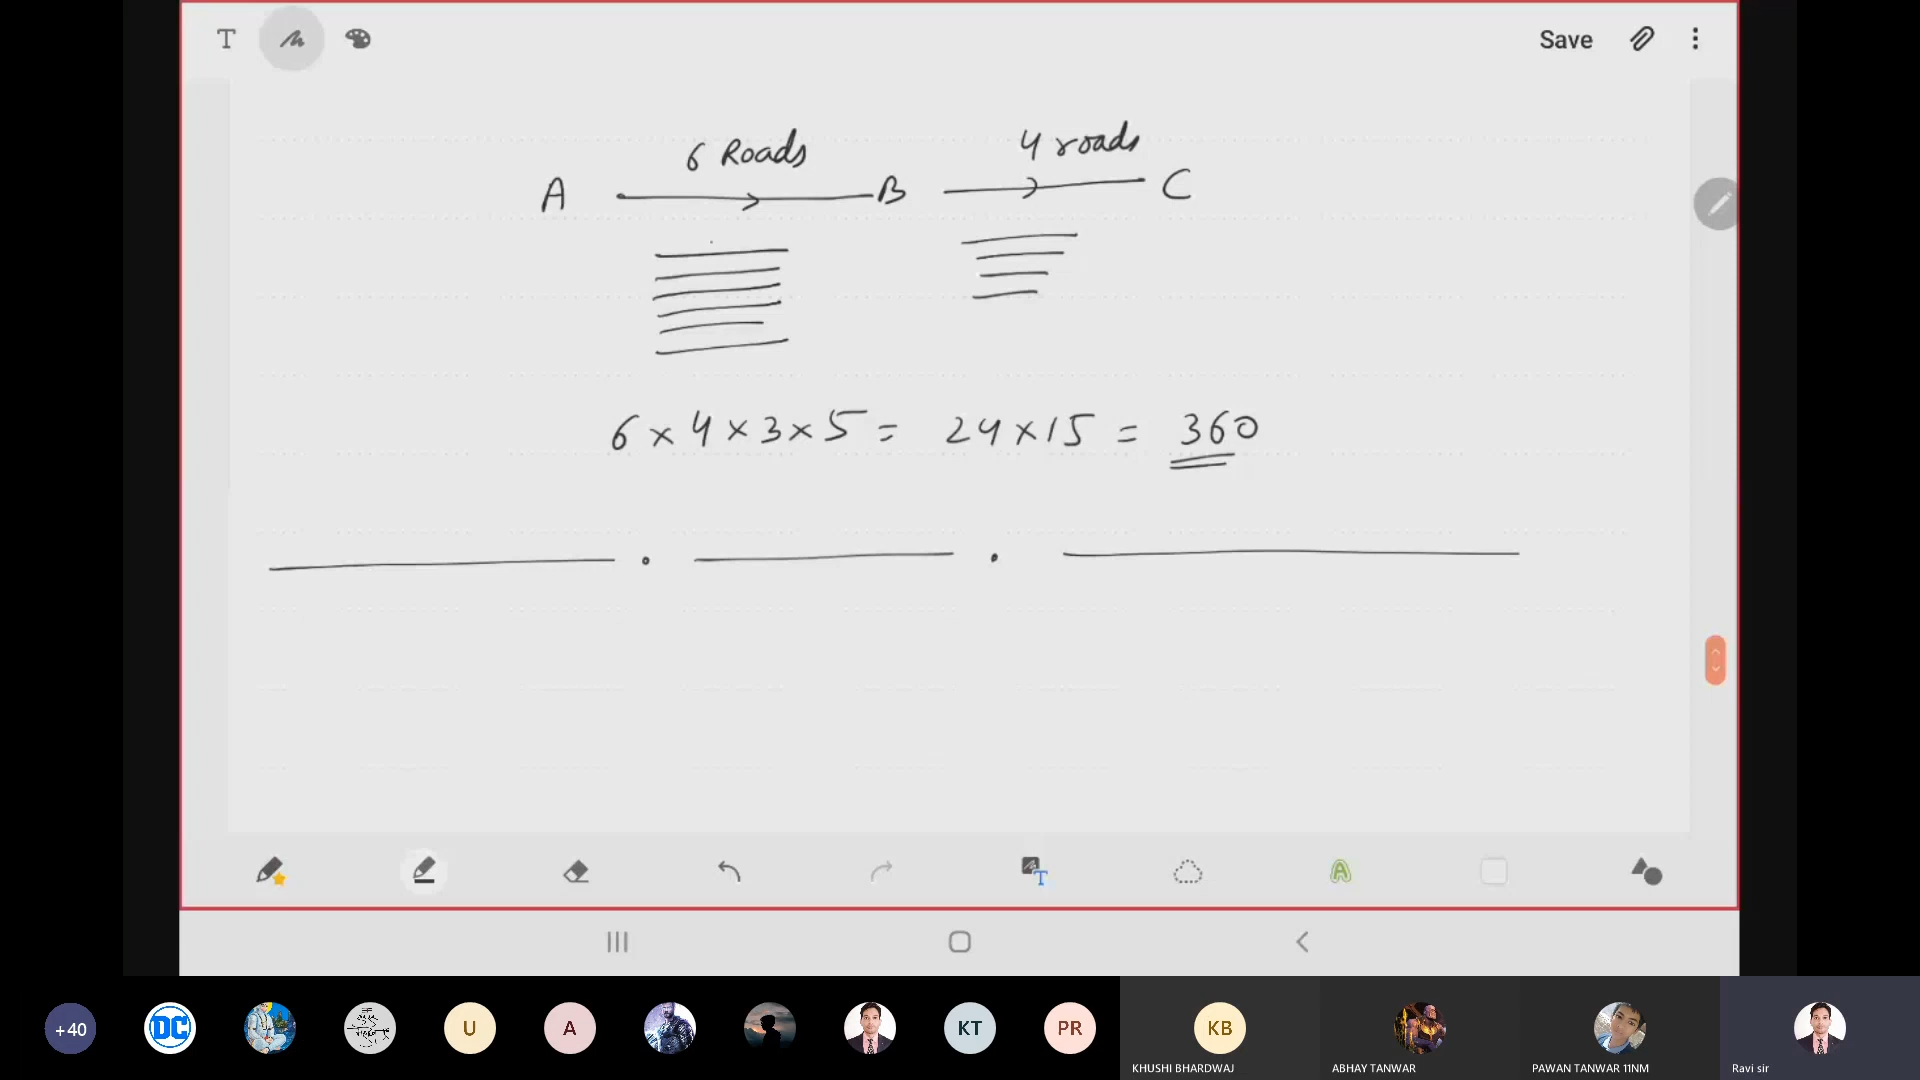 T Save
6 Roads 4 roads
A B C
6 × 4 × 3 × 5 = 24 × 15 = 360
T A
+40 DC U A KT PR KB
KHUSHI BHARDWAJ ABHAY TANWAR PAWAN TANWAR 11NM Ravi sir